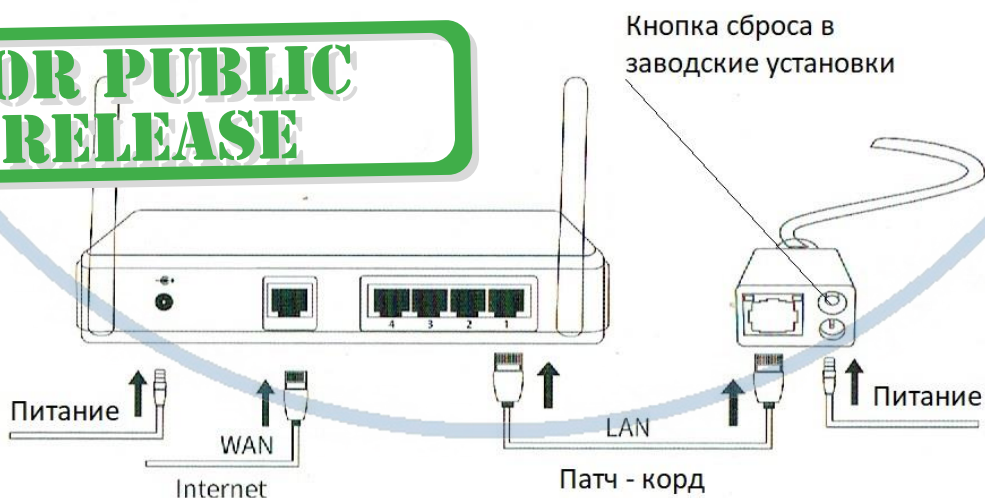 Кнопка сброса в
заводские установки
OR PUBLIC
RELEASE
4 3 2 1
Питание
WAN
Internet
LAN
Патч - корд
Питание